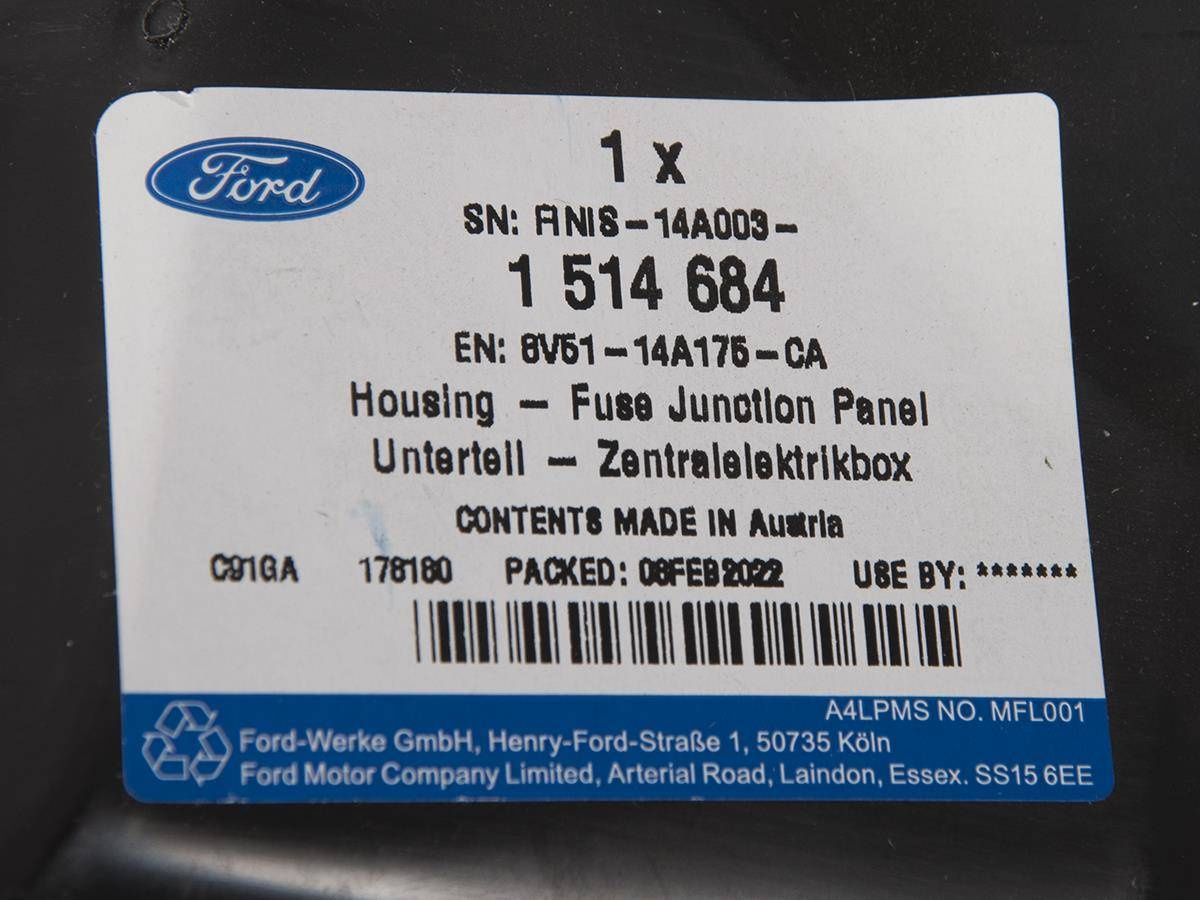 Ford
1 x
SN: FINIS-14A003-
1 514 684
EN: 8V51-14A175-CA
Housing - Fuse Junction Panel
Unterteil - Zentralelektrikbox
CONTENTS MADE IN Austria
C91GA 178180 PACKED: 08FEB2022 USE BY: *******
A4LPMS NO. MFL001
Ford-Werke GmbH, Henry-Ford-Straße 1, 50735 Köln
Ford Motor Company Limited, Arterial Road, Laindon, Essex. SS15 6EE